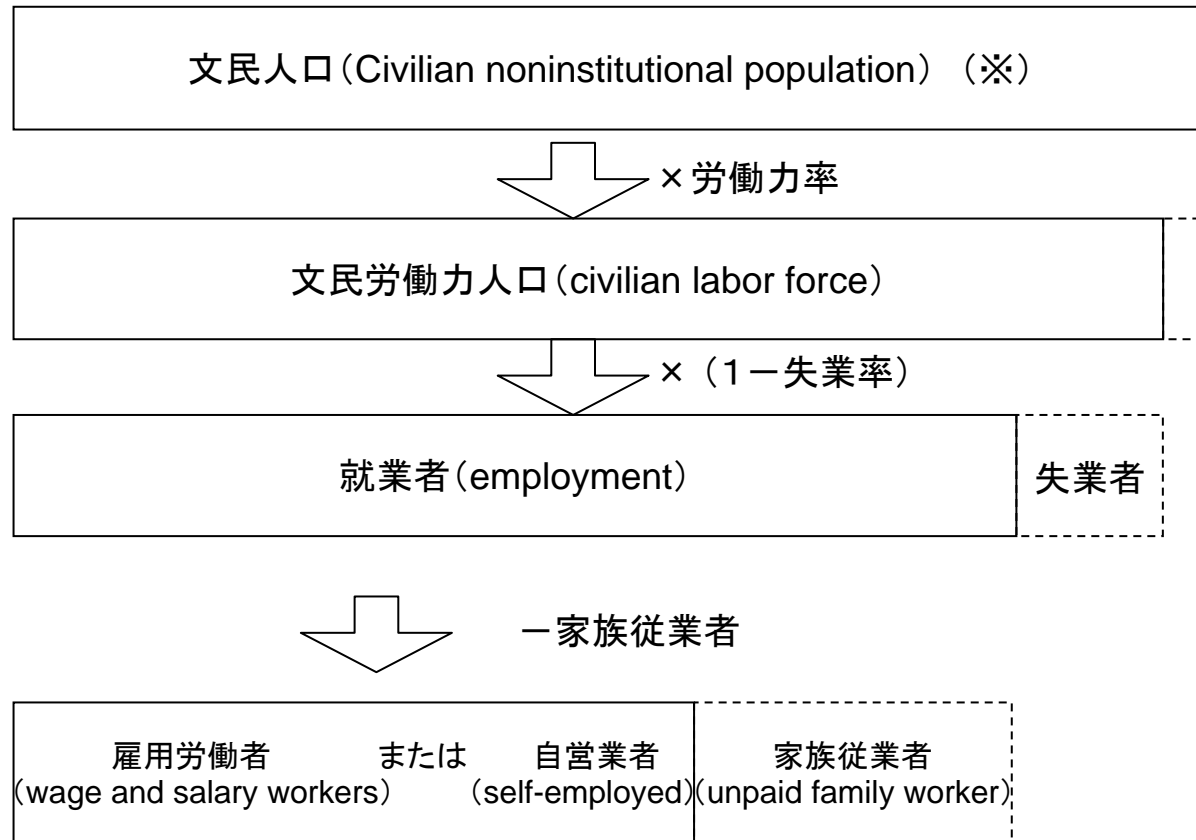 文民人口(Civilian noninstitutional population) (※)
×労働力率
文民労働力人口(civilian labor force)
×(1-失業率)
就業者(employment)
失業者
-家族従業者
雇用労働者 または 自営業者 家族従業者
(wage and salary workers) (self-employed) (unpaid family worker)